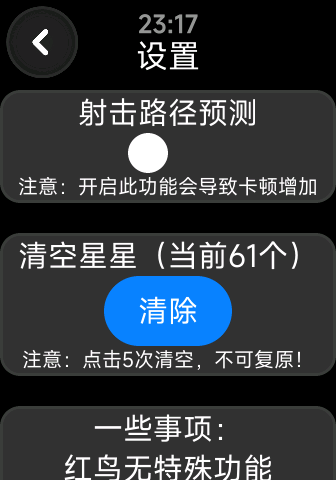 23:17
设置
射击路径预测
注意：开启此功能会导致卡顿增加
清空星星（当前61个）
清除
注意：点击5次清空，不可复原！
一些事项：
红鸟无特殊功能